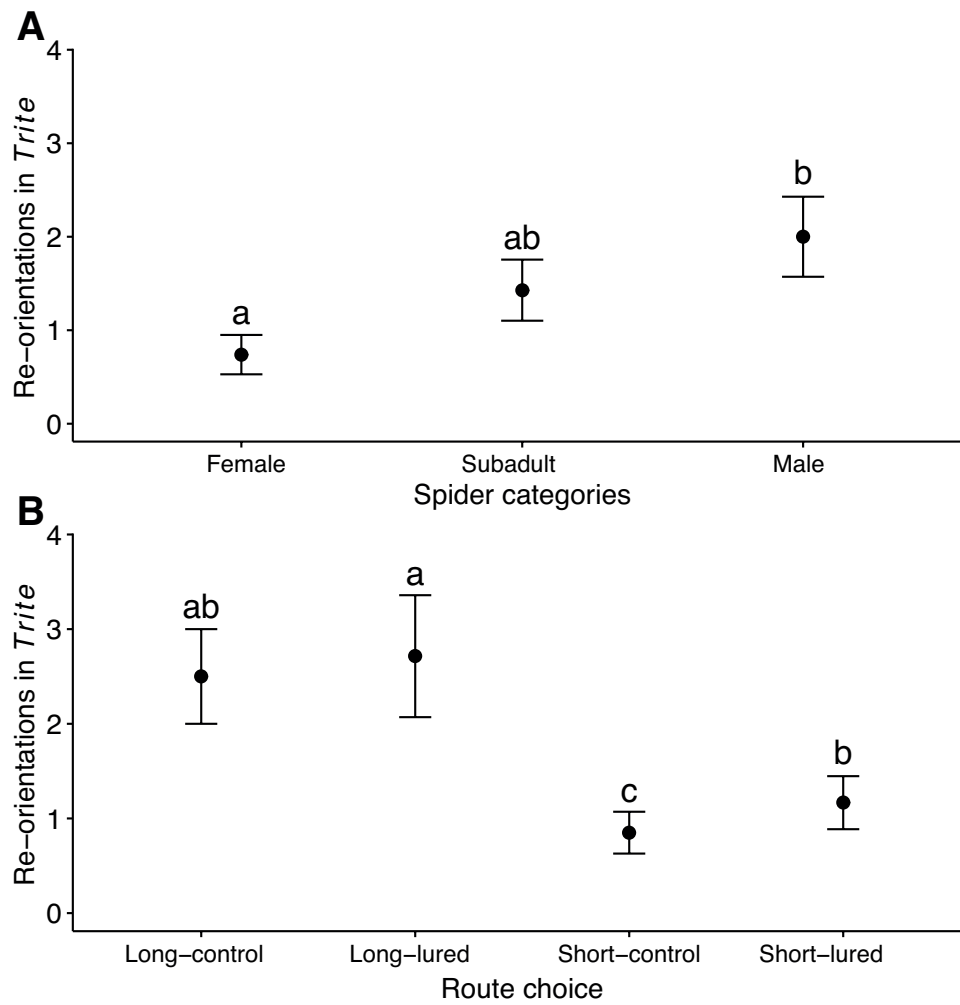 A
Re−orientations in Trite
4
3
2
1
0
a
ab
b
Female
Subadult
Male
Spider categories
B
Re−orientations in Trite
4
3
2
1
0
ab
a
c
b
Long−control
Long−lured
Short−control
Short−lured
Route choice